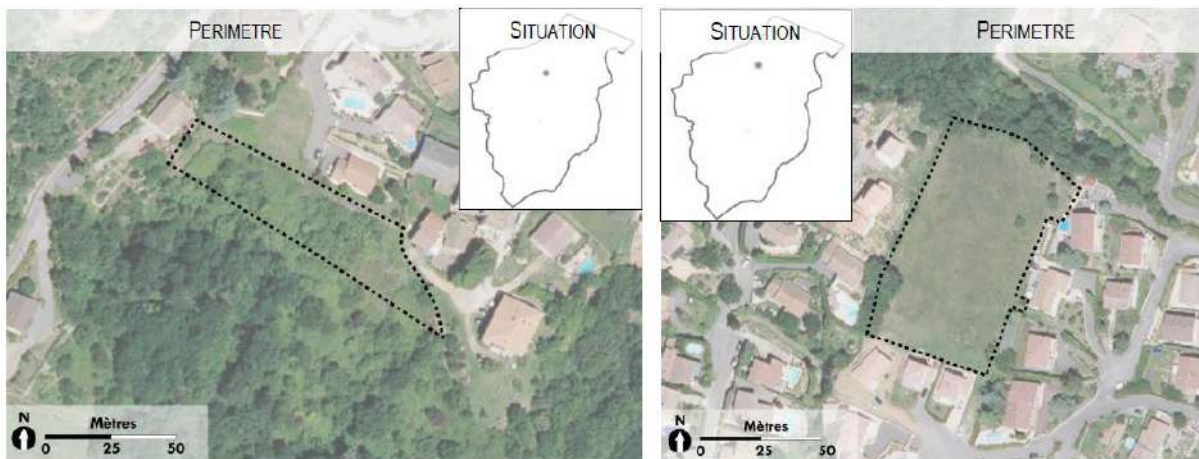 PERIMETRE
SITUATION
N
Mètres
0 25 50
SITUATION
PERIMETRE
N
Mètres
0 25 50